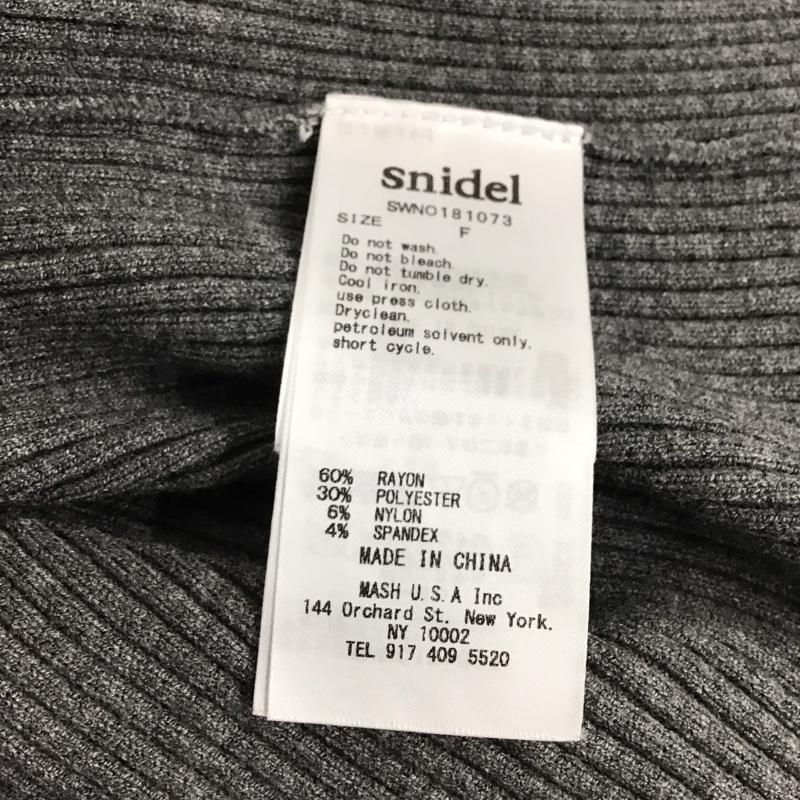 snidel
SWNO181073
SIZE F
Do not wash.
Do not bleach.
Do not tumble dry.
Cool iron.
use press cloth.
Dryclean.
petroleum solvent only.
short cycle.
60% RAYON
30% POLYESTER
6% NYLON
4% SPANDEX
MADE IN CHINA
MASH U.S.A Inc
144 Orchard St. New York.
NY 10002
TEL 917 409 5520